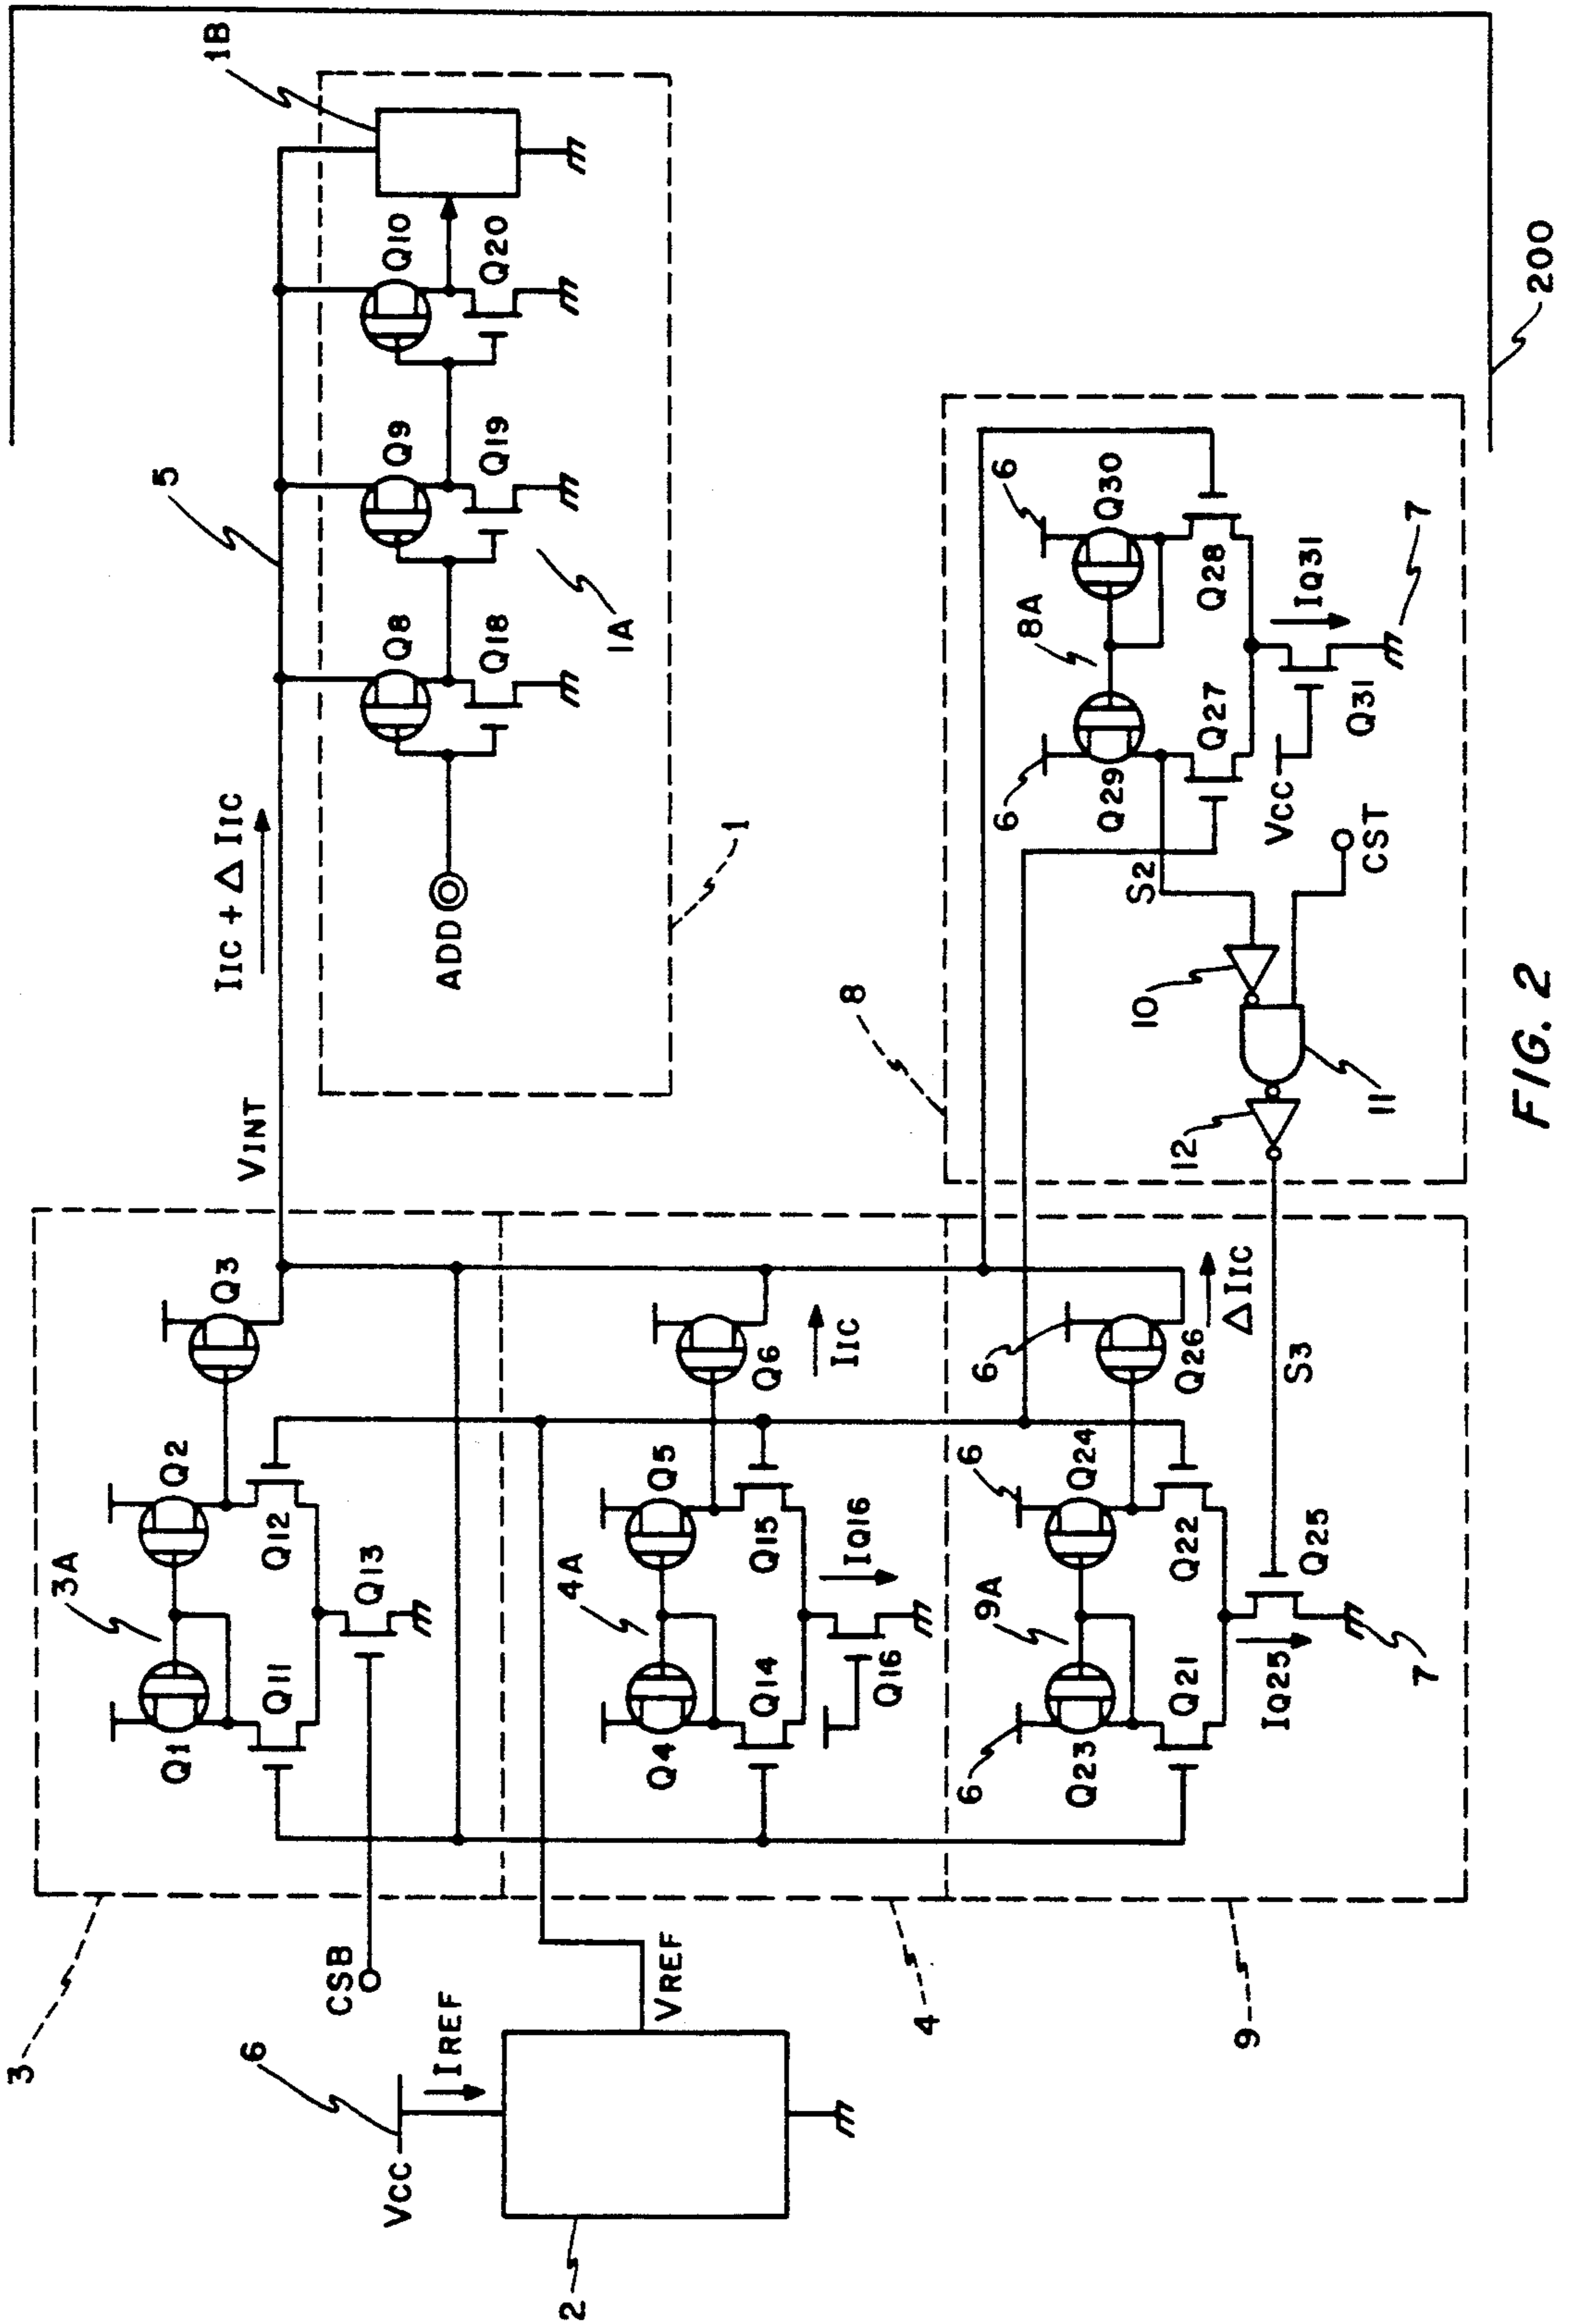 3
3A
Q1
Q2
Q3
Q11
Q12
Q13
CSB
VINT
IIC + Δ IIC
5
1B
Q8
Q9
Q10
Q18
Q19
Q20
1A
ADD
1
6
VCC
IREF
VREF
2
4A
Q4
Q5
Q6
IIC
Q14
Q15
Q16
IQ16
4
6
6
6
9A
Q23
Q24
Q26
ΔIIC
Q21
Q22
IQ25
Q25
7
S3
9
8
6
6
8A
Q29
Q30
Q27
Q28
S2
VCC
Q31
IQ31
7
CST
10
11
12
200
FIG. 2